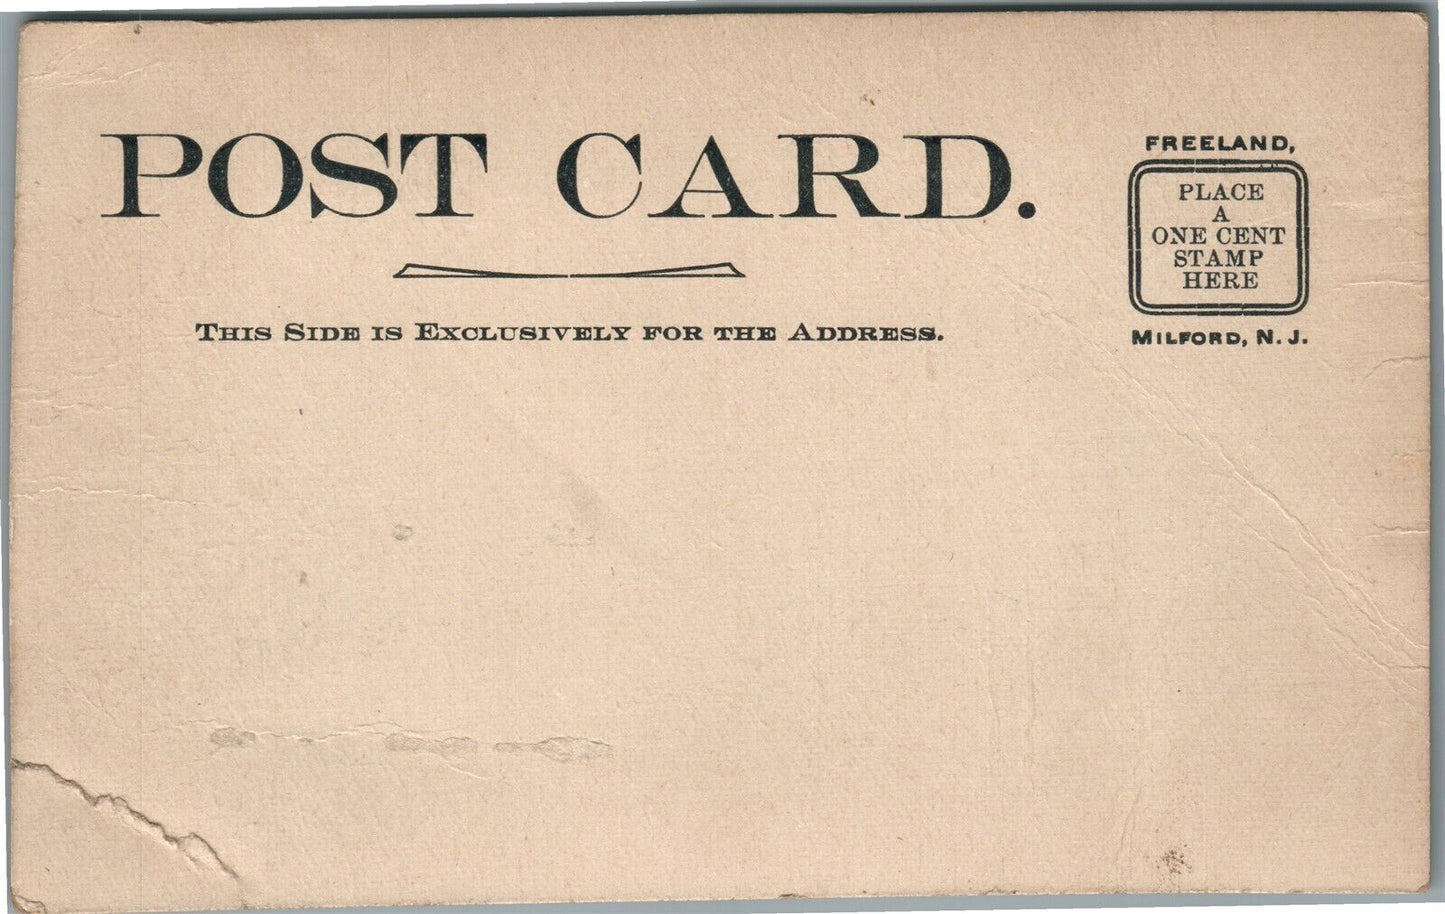 POST CARD.
THIS SIDE IS EXCLUSIVELY FOR THE ADDRESS.
FREELAND,
PLACE
A
ONE CENT
STAMP
HERE
MILFORD, N. J.